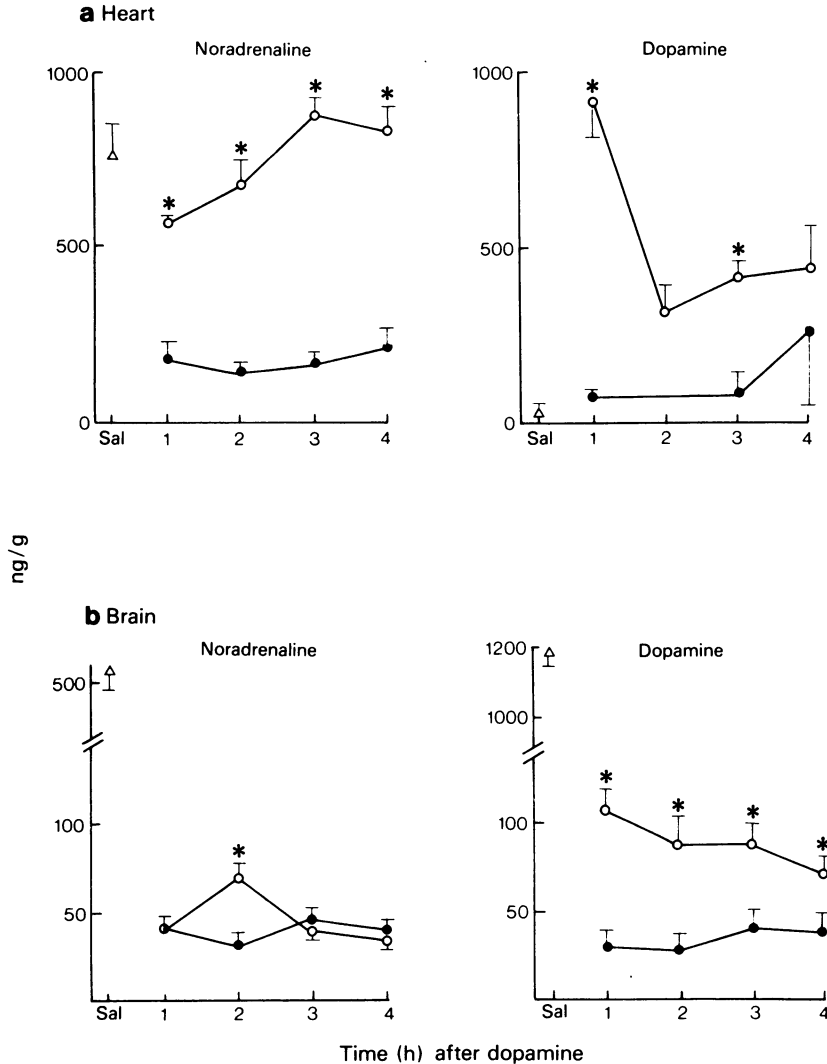 a Heart
Noradrenaline
Dopamine
1000
500
0
Sal 1 2 3 4
1000
500
0
Sal 1 2 3 4
* * * *
* *
ng/g
b Brain
Noradrenaline
Dopamine
500
100
50
Sal 1 2 3 4
1200
1000
100
50
Sal 1 2 3 4
*
* * * *
Time (h) after dopamine